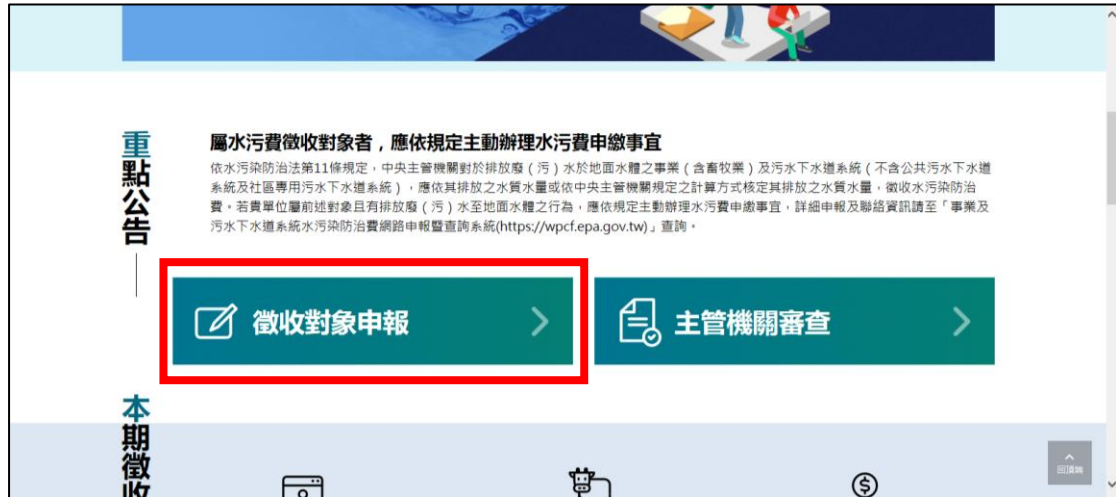 重點公告
屬水污費徵收對象者，應依規定主動辦理水污費申繳事宜
依水污染防治法第11條規定，中央主管機關對於排放廢（污）水於地面水體之事業（含畜牧業）及污水下水道系統（不含公共污水下水道
系統及社區專用污水下水道系統），應依其排放之水質水量或依中央主管機關規定之計算方式核定其排放之水質水量，徵收水污染防治
費。若貴單位屬前述對象且有排放廢（污）水至地面水體之行為，應依規定主動辦理水污費申繳事宜，詳細申報及聯絡資訊請至「事業及
污水下水道系統水污染防治費網路申報暨查詢系統(https://wpcf.epa.gov.tw)」查詢。
徵收對象申報
主管機關審查
本期徵收
回頂端